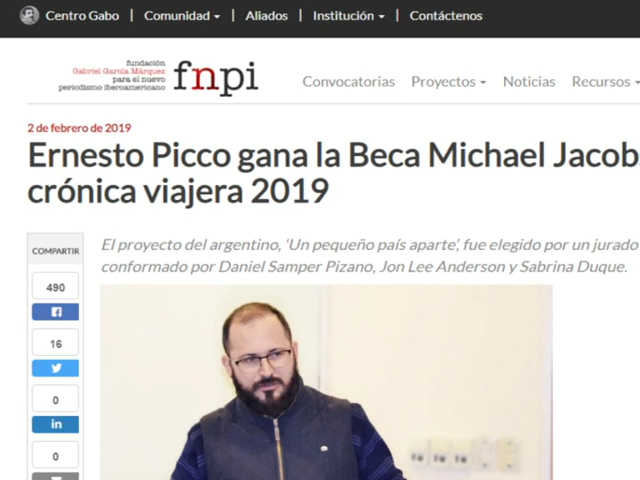 Centro Gabo | Comunidad | Aliados | Institución | Contáctenos
fundación
Gabriel García Márquez
para el nuevo
periodismo iberoamericano
fnpi
Convocatorias Proyectos Noticias Recursos
2 de febrero de 2019
Ernesto Picco gana la Beca Michael Jacobs
crónica viajera 2019
COMPARTIR
490
16
0
in
0
El proyecto del argentino, ‘Un pequeño país aparte’, fue elegido por un jurado
conformado por Daniel Samper Pizano, Jon Lee Anderson y Sabrina Duque.